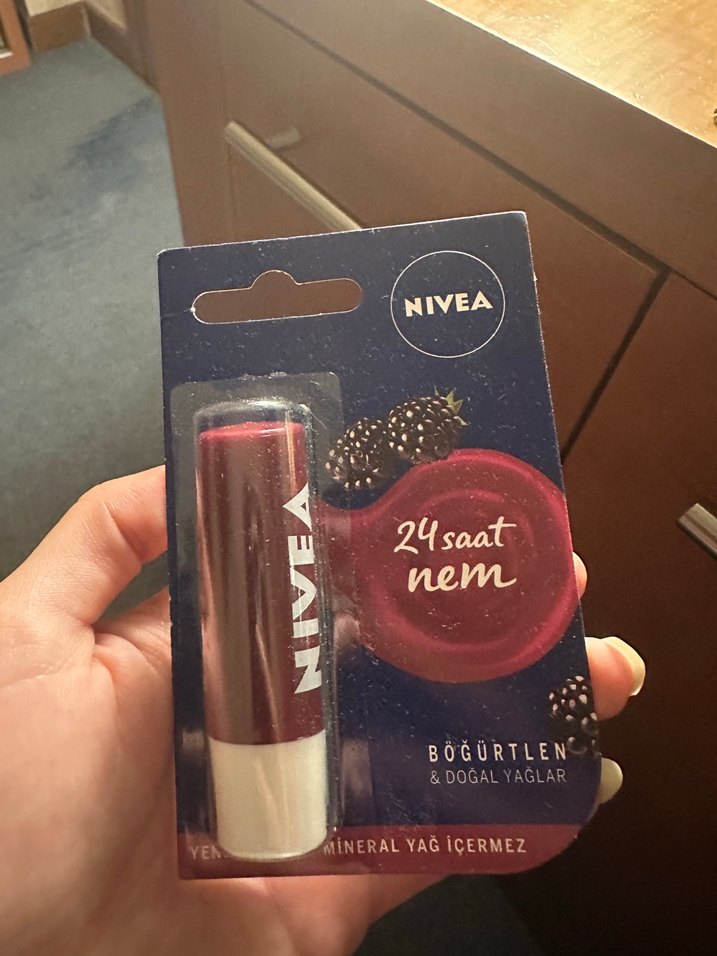 NIVEA
NIVEA
24 saat
nem
BÖĞÜRTLEN
& DOĞAL YAĞLAR
MİNERAL YAĞ İÇERMEZ